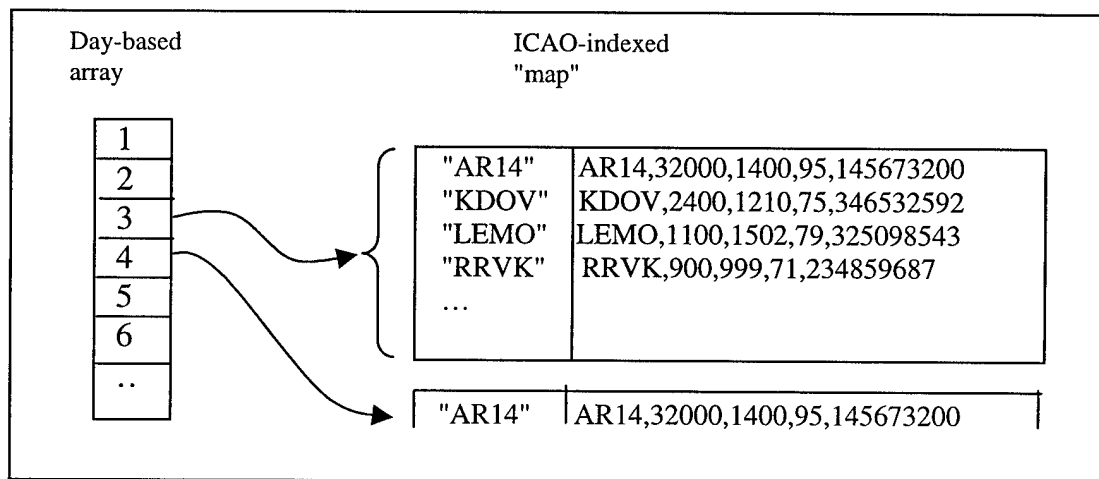 Day-based
array
ICAO-indexed
"map"
1
2
3
4
5
6
..
"AR14" AR14,32000,1400,95,145673200
"KDOV" KDOV,2400,1210,75,346532592
"LEMO" LEMO,1100,1502,79,325098543
"RRVK" RRVK,900,999,71,234859687
...
"AR14" AR14,32000,1400,95,145673200